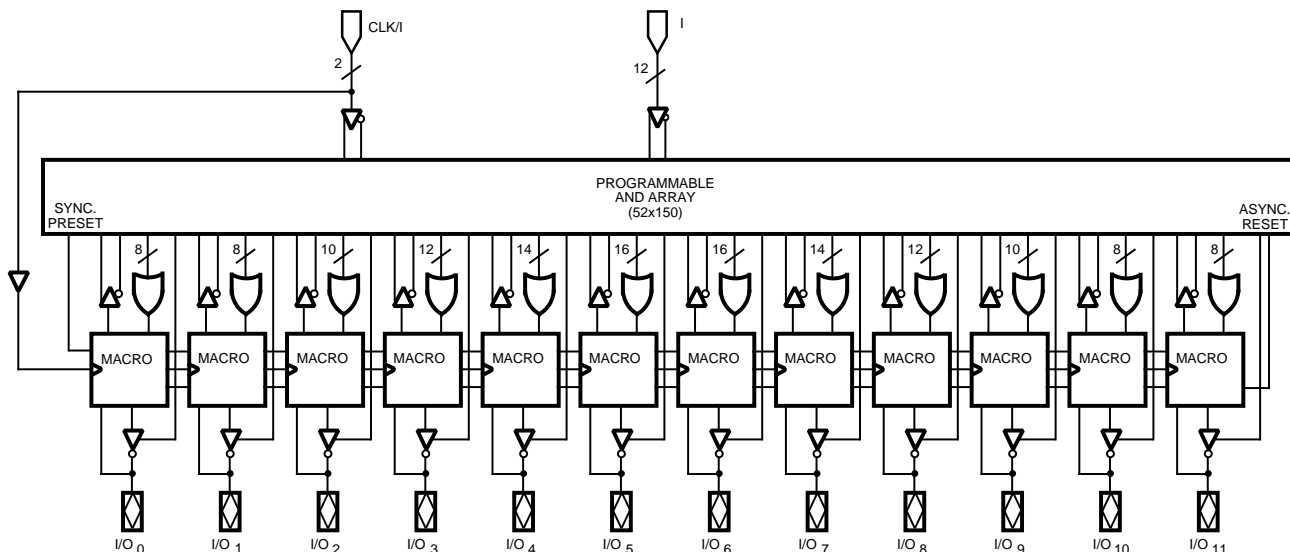 CLK/I
I
2
12
PROGRAMMABLE
AND ARRAY
(52x150)
SYNC.
PRESET
ASYNC.
RESET
8 8 10 12 14 16 16 14 12 10 8 8
MACRO MACRO MACRO MACRO MACRO MACRO MACRO MACRO MACRO MACRO MACRO MACRO
I/O 0 I/O 1 I/O 2 I/O 3 I/O 4 I/O 5 I/O 6 I/O 7 I/O 8 I/O 9 I/O 10 I/O 11